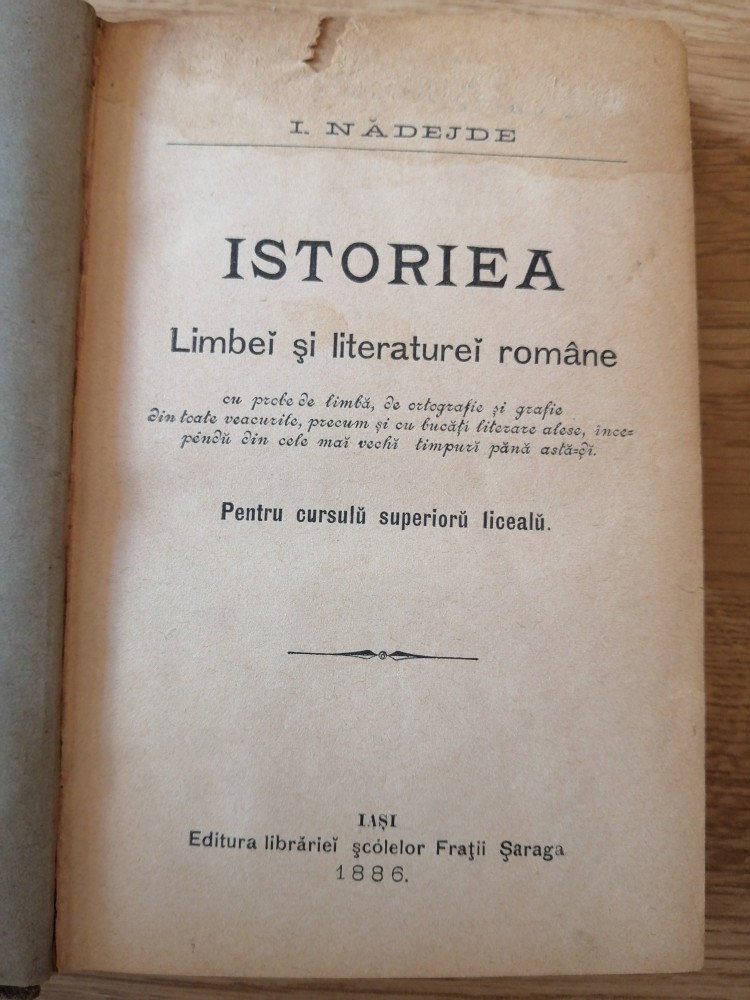 I. NĂDEJDE
ISTORIEA
Limbeĭ şi literatureĭ române
cu probe de limbă, de ortografie şi grafie
din toate veacurile, precum şi cu bucăţi literare alese, ince=
pêndŭ din cele maĭ vechĭ timpurĭ pănă astă=ḑi.
Pentru cursulŭ superiorŭ licealŭ.
IAŞI
Editura librărieĭ şcólelor Fraţii Şaraga
1886.